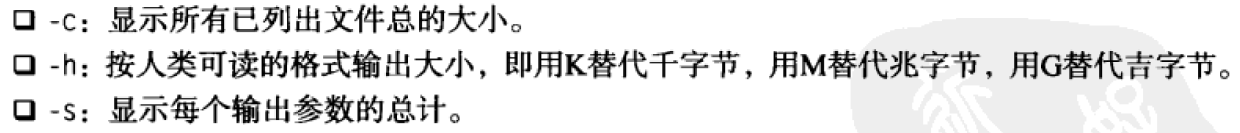 ❑ -c：显示所有已列出文件总的大小。
❑ -h：按人类可读的格式输出大小，即用K替代千字节，用M替代兆字节，用G替代吉字节。
❑ -s：显示每个输出参数的总计。